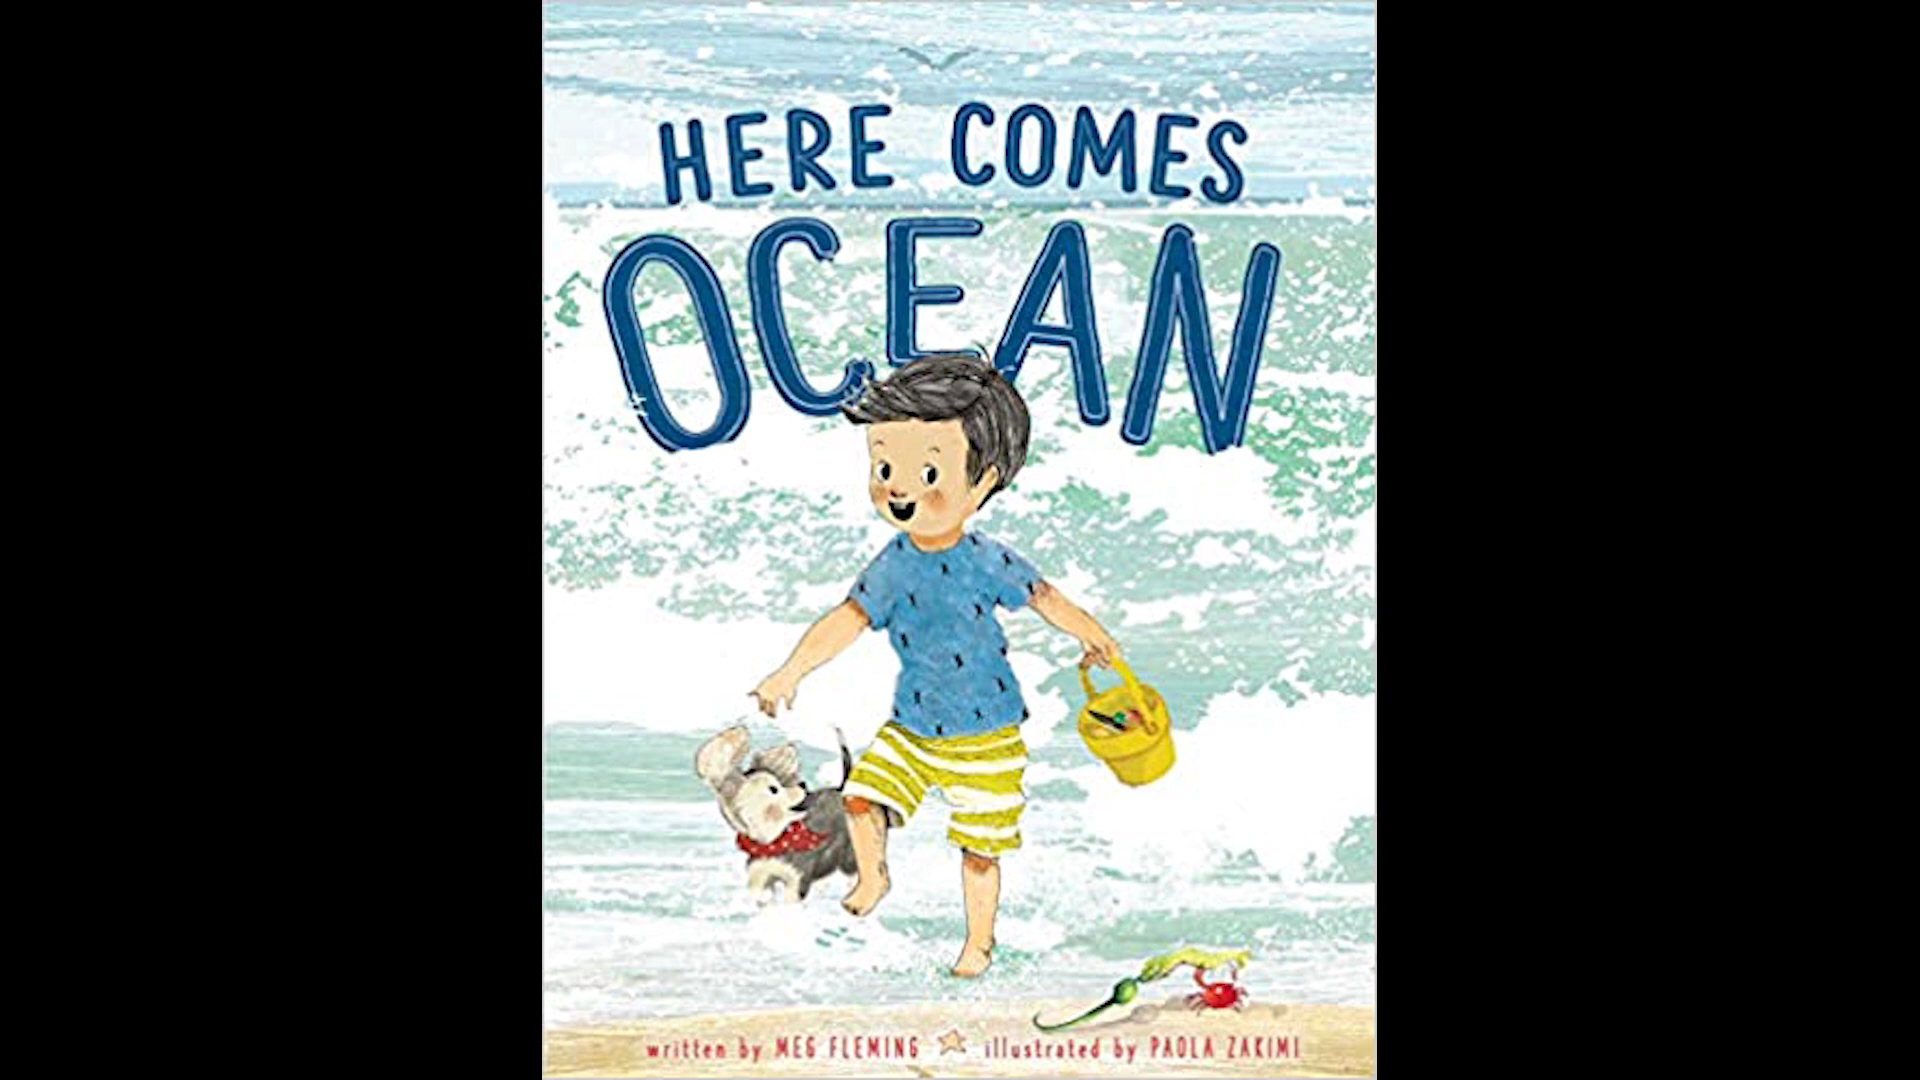 HERE COMES
OCEAN
written by MEG FLEMING illustrated by PAOLA ZAKIMI